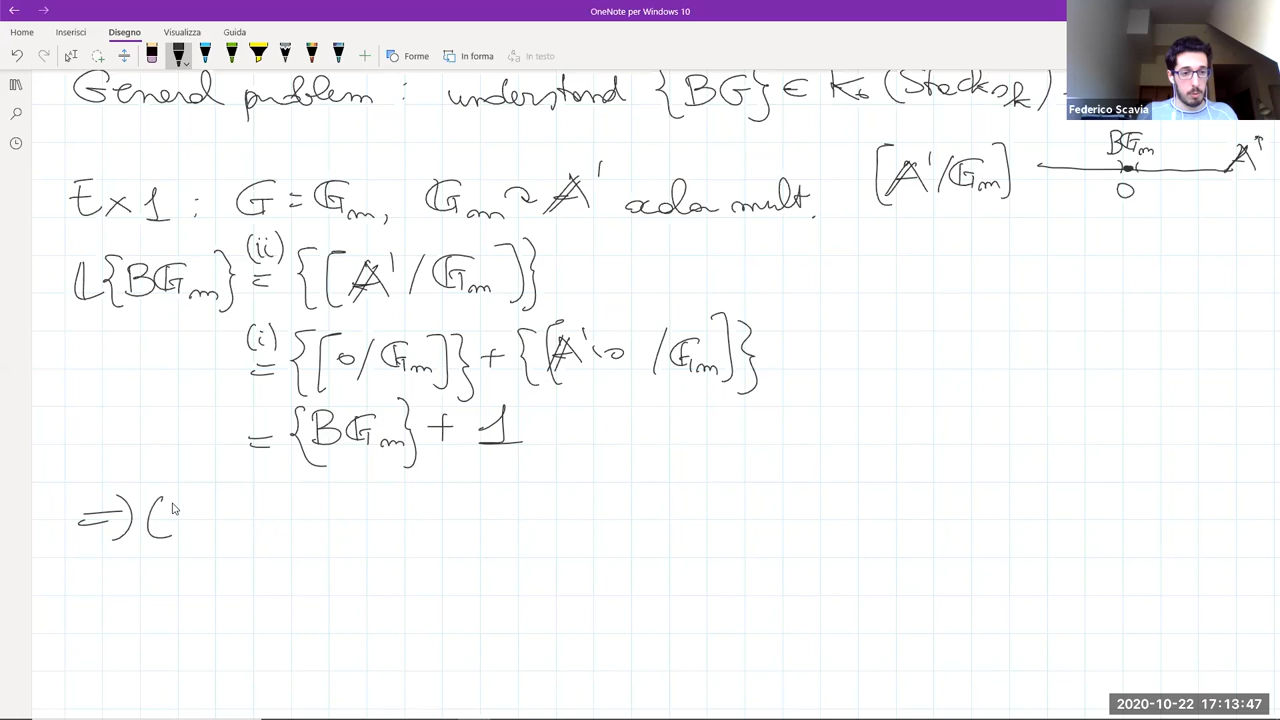 OneNote per Windows 10
Home Inserisci Disegno Visualizza Guida
Forme In forma In testo
Federico Scavia
General problem : understand {BG} ∈ K₀(Stacks_k)
Ex 1 : G = 𝔾_m, 𝔾_m ↷ 𝔸¹ scalar mult.
[𝔸¹/𝔾_m]
B𝔾_m
0
𝔸¹
𝕃{B𝔾_m} (ii) = {[𝔸¹/𝔾_m]}
(i) = {[0/𝔾_m]} + {[𝔸¹∖0 /𝔾_m]}
= {B𝔾_m} + 1
=> (
2020-10-22 17:13:47